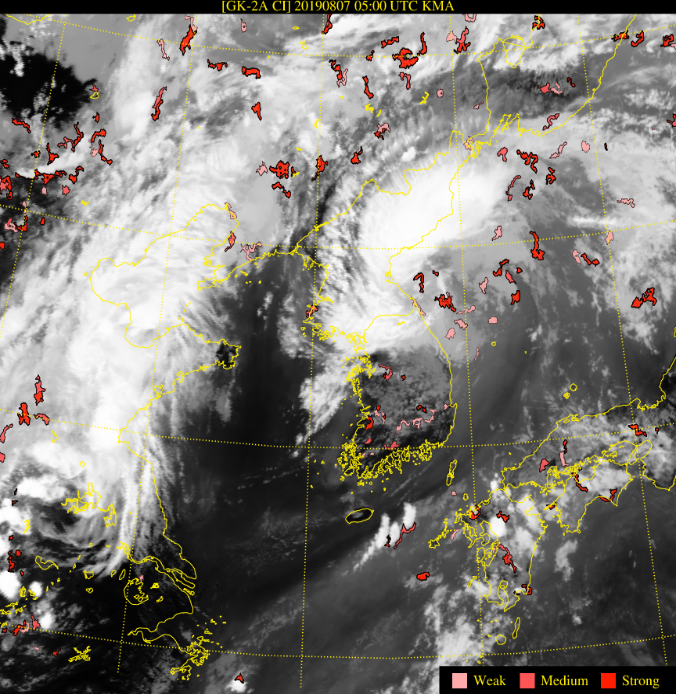 [GK-2A CI] 20190807 05:00 UTC KMA
Weak Medium Strong